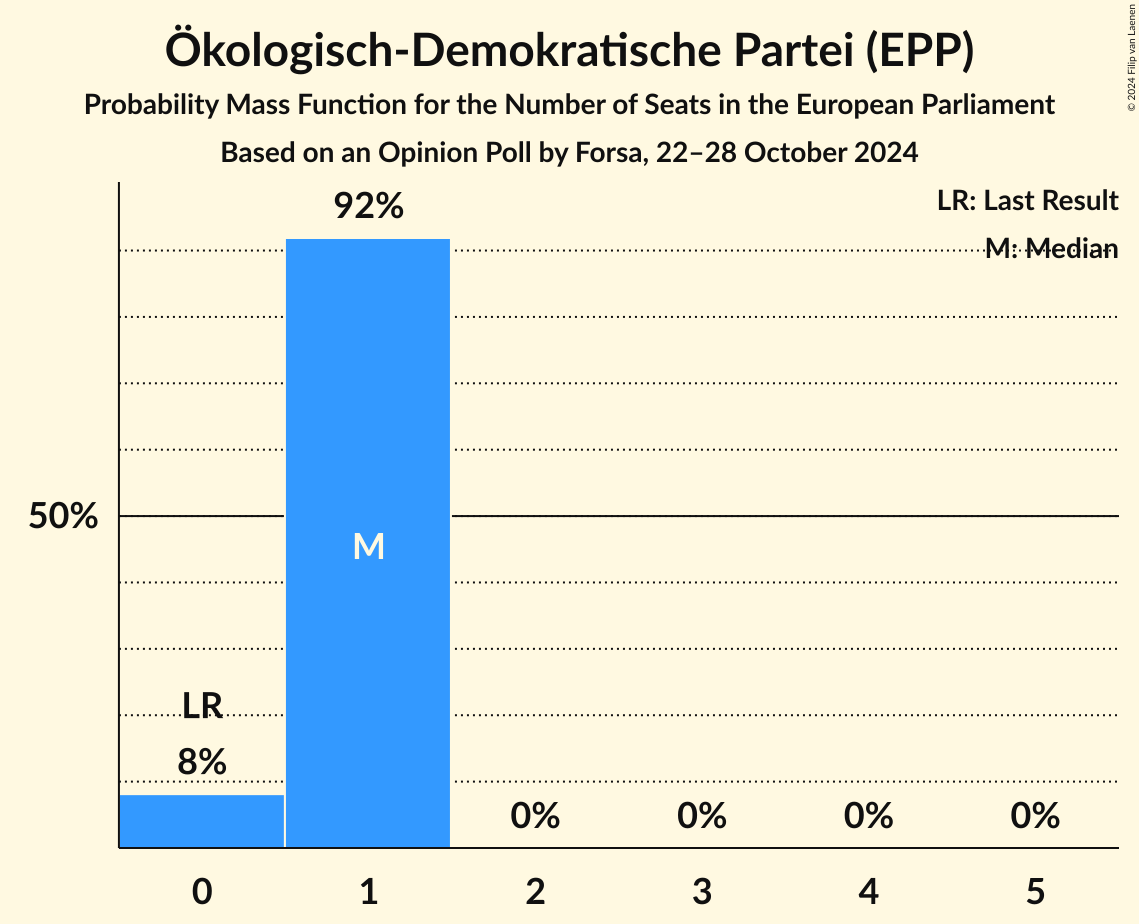 Ökologisch-Demokratische Partei (EPP)
Probability Mass Function for the Number of Seats in the European Parliament
Based on an Opinion Poll by Forsa, 22–28 October 2024
© 2024 Filip van Laenen
LR: Last Result
M: Median
92%
50%
M
LR
8%
0% 0% 0% 0%
0 1 2 3 4 5